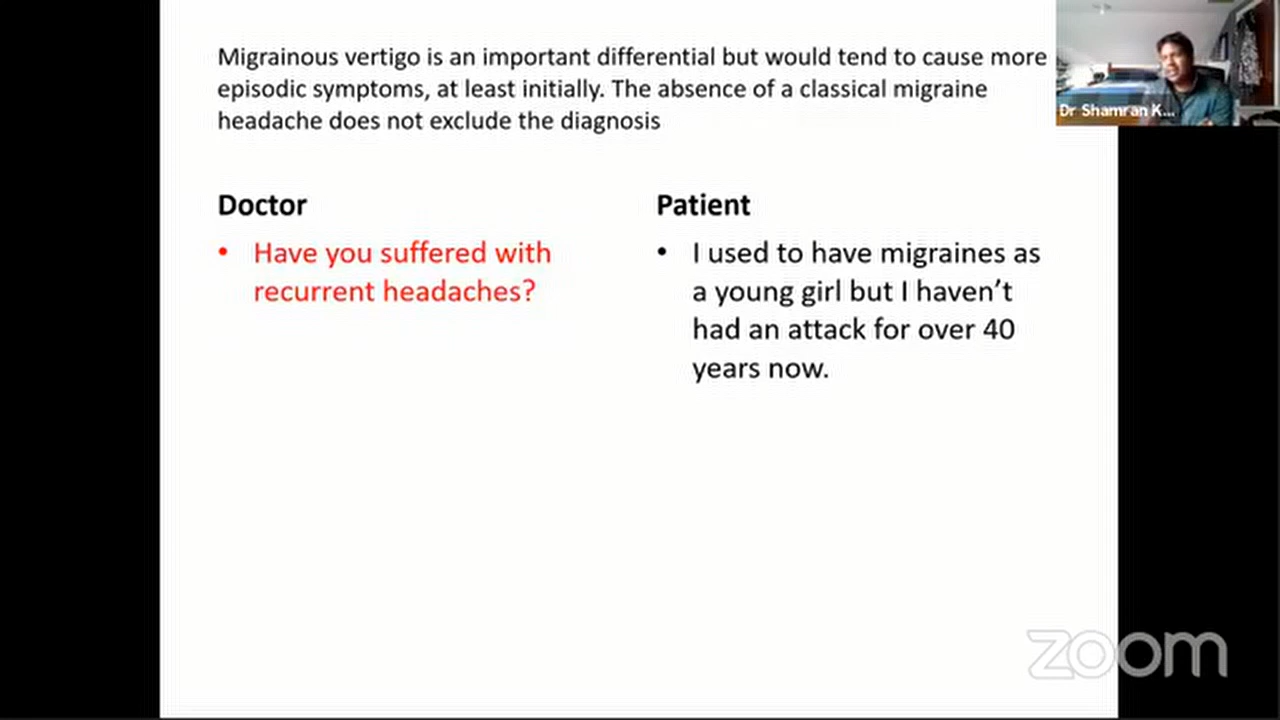 Migrainous vertigo is an important differential but would tend to cause more
episodic symptoms, at least initially. The absence of a classical migraine
headache does not exclude the diagnosis
Dr Shamran K...
Doctor
• Have you suffered with
recurrent headaches?
Patient
• I used to have migraines as
a young girl but I haven't
had an attack for over 40
years now.
zoom